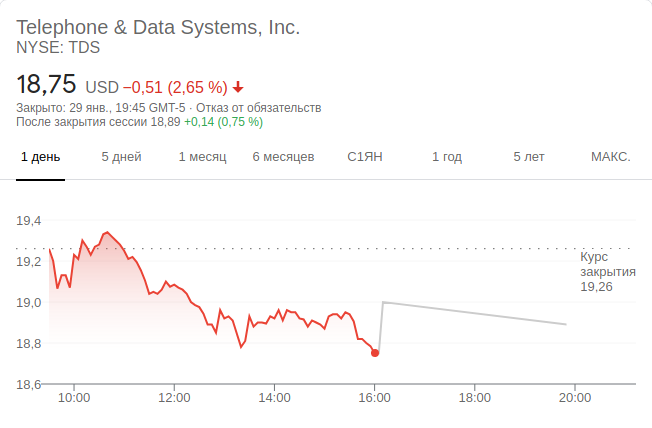 Telephone & Data Systems, Inc.
NYSE: TDS
18,75 USD −0,51 (2,65 %)
Закрыто: 29 янв., 19:45 GMT-5 · Отказ от обязательств
После закрытия сессии 18,89 +0,14 (0,75 %)
1 день 5 дней 1 месяц 6 месяцев С1ЯН 1 год 5 лет МАКС.
19,4
19,2
19,0
18,8
18,6
Курс
закрытия
19,26
10:00 12:00 14:00 16:00 18:00 20:00